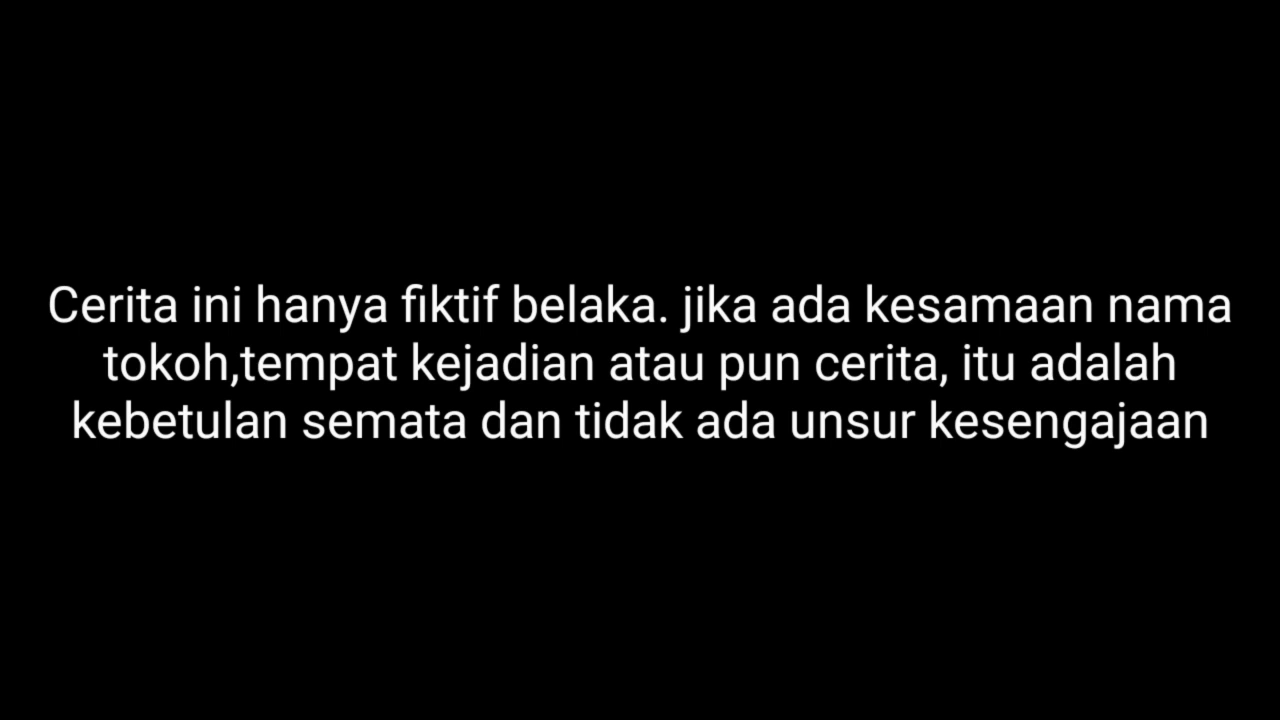 Cerita ini hanya fiktif belaka. jika ada kesamaan nama
tokoh,tempat kejadian atau pun cerita, itu adalah
kebetulan semata dan tidak ada unsur kesengajaan